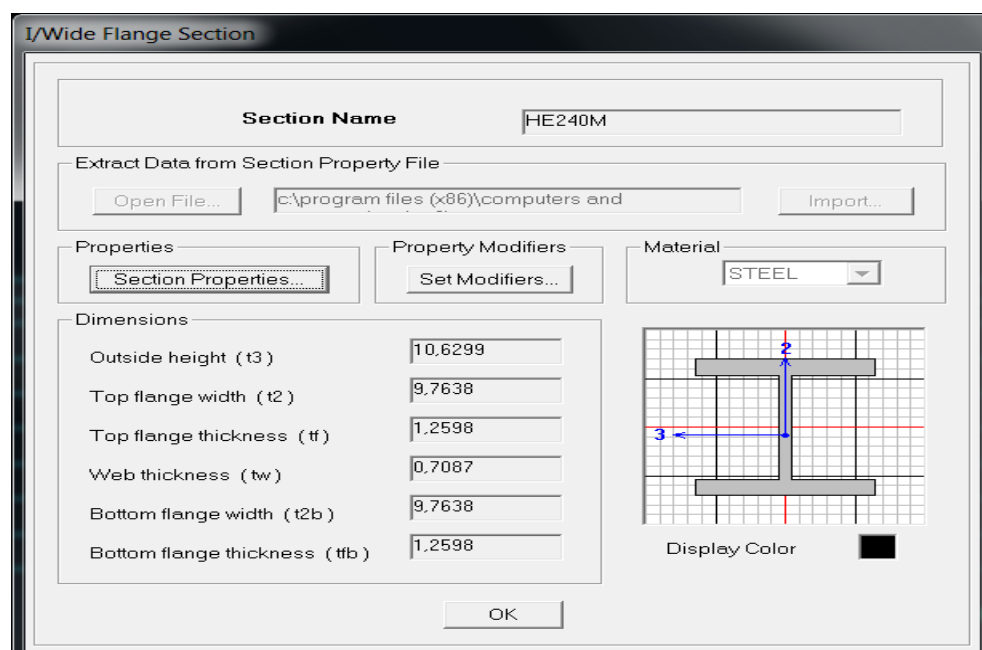 I/Wide Flange Section
Section Name HE240M
Extract Data from Section Property File
Open File... c:\program files (x86)\computers and Import...
Properties Property Modifiers Material
Section Properties... Set Modifiers... STEEL
Dimensions
Outside height ( t3 ) 10,6299
Top flange width ( t2 ) 9,7638
Top flange thickness ( tf ) 1,2598
Web thickness ( tw ) 0,7087
Bottom flange width ( t2b ) 9,7638
Bottom flange thickness ( tfb ) 1,2598
2
3
Display Color
OK